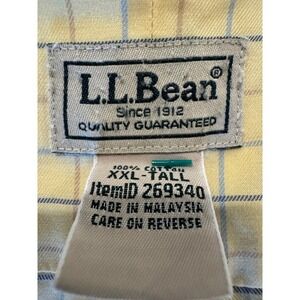 L.L.Bean®
Since 1912
QUALITY GUARANTEED
100% COTTON
XXL-TALL
ItemID 269340
MADE IN MALAYSIA
CARE ON REVERSE